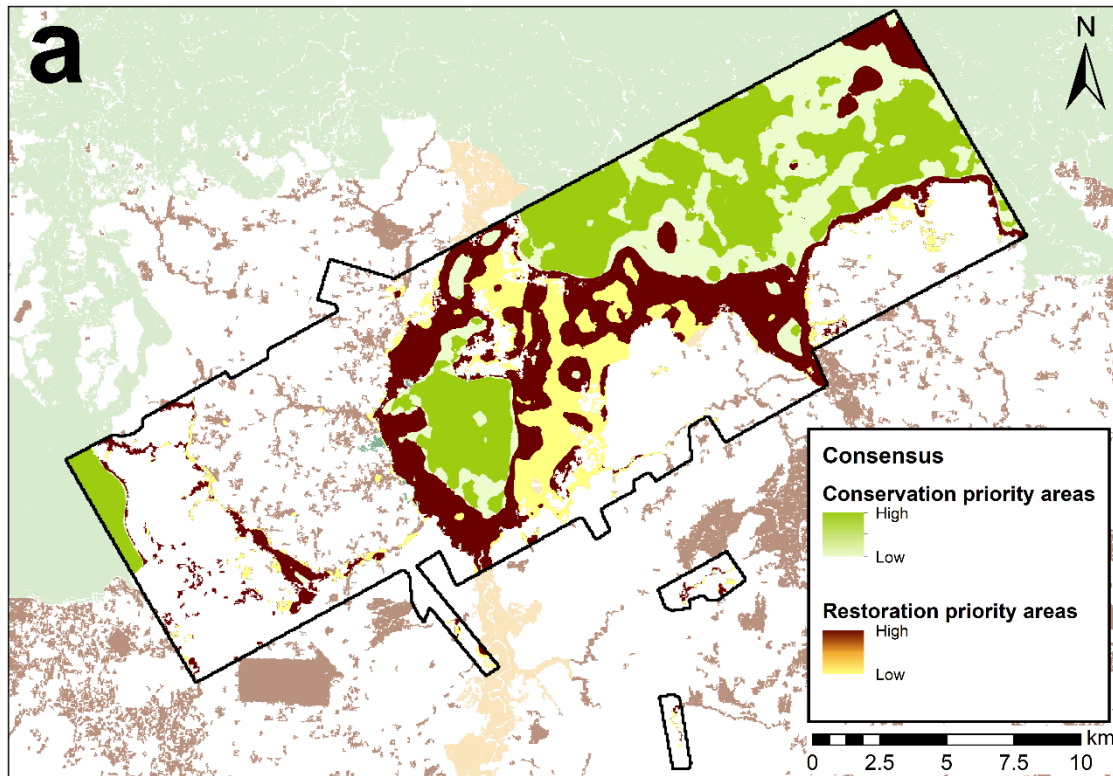 a
N
Consensus
Conservation priority areas
High
Low
Restoration priority areas
High
Low
km
0 2.5 5 7.5 10